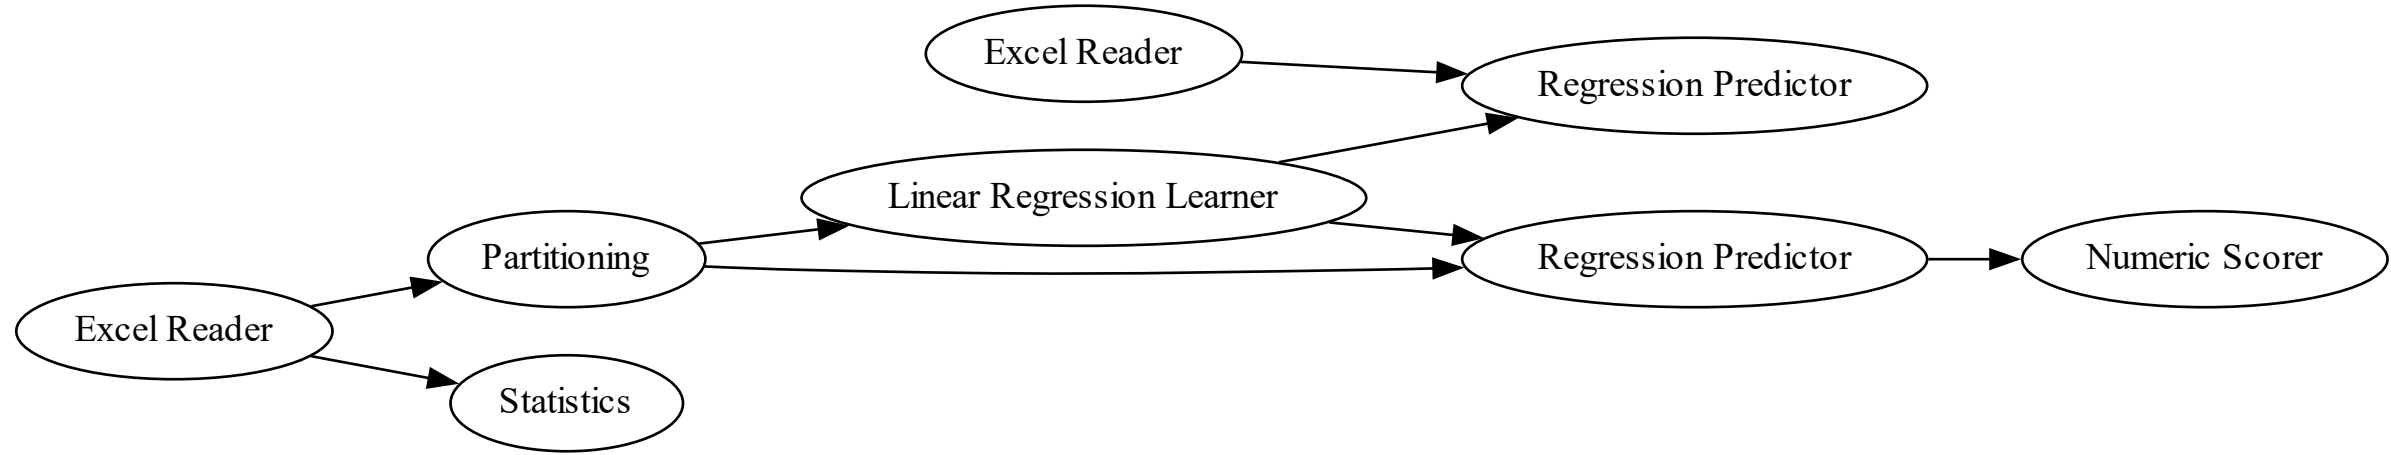 Excel Reader
Regression Predictor
Linear Regression Learner
Partitioning
Regression Predictor
Numeric Scorer
Excel Reader
Statistics